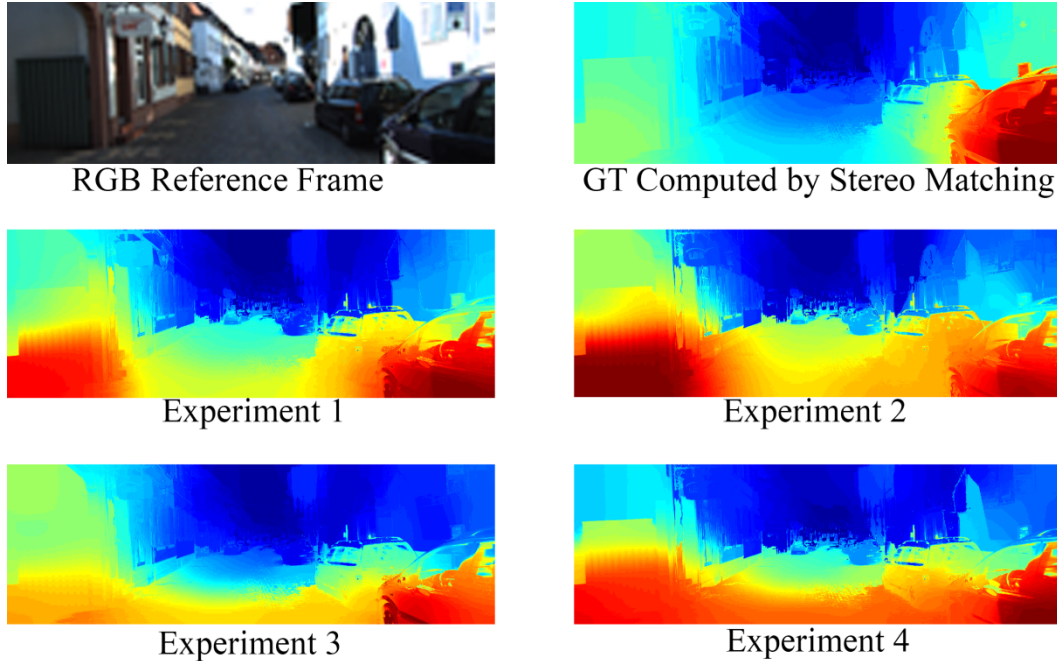 RGB Reference Frame
GT Computed by Stereo Matching
Experiment 1
Experiment 2
Experiment 3
Experiment 4